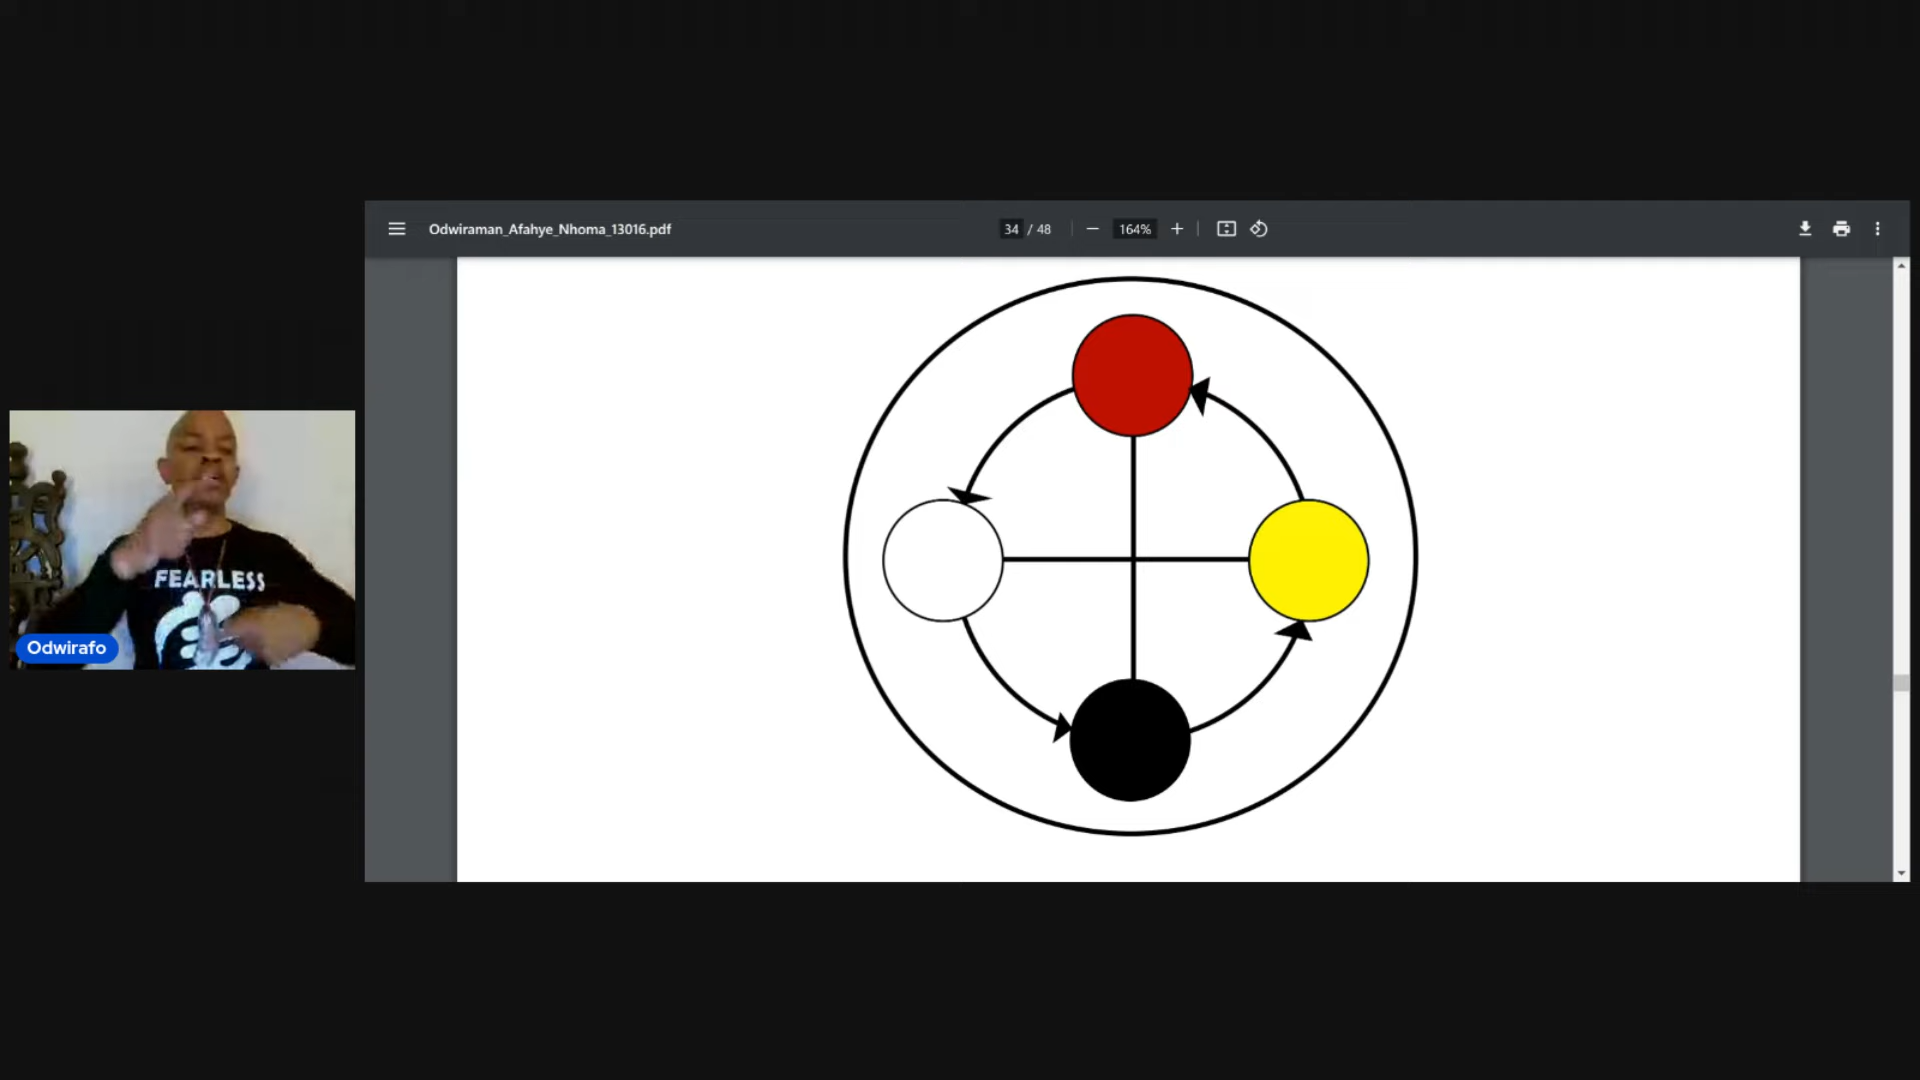 Odwiraman_Afahye_Nhoma_13016.pdf
34 / 48
164%
FEARLESS
Odwirafo